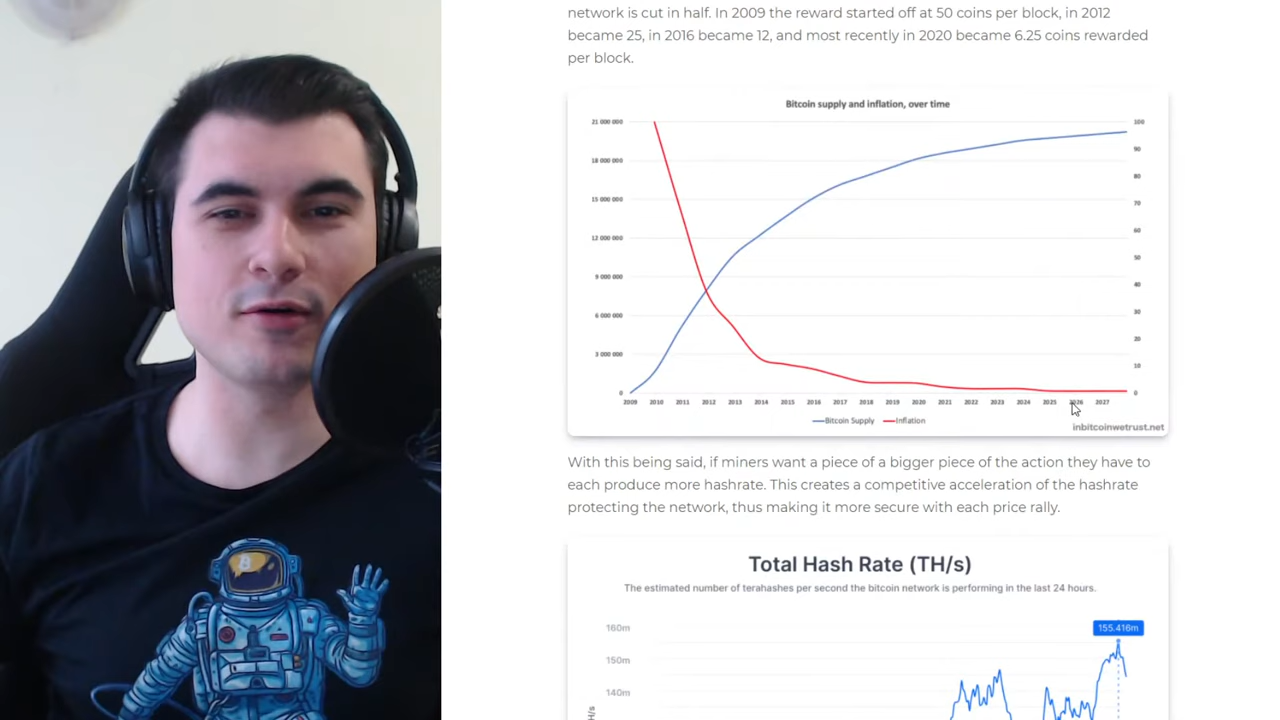 network is cut in half. In 2009 the reward started off at 50 coins per block, in 2012
became 25, in 2016 became 12, and most recently in 2020 became 6.25 coins rewarded
per block.
Bitcoin supply and inflation, over time
21 000 000
18 000 000
15 000 000
12 000 000
9 000 000
6 000 000
3 000 000
0
100
90
80
70
60
50
40
30
20
10
0
2009 2010 2011 2012 2013 2014 2015 2016 2017 2018 2019 2020 2021 2022 2023 2024 2025 2026 2027
Bitcoin Supply Inflation
inbitcoinwetrust.net
With this being said, if miners want a piece of a bigger piece of the action they have to
each produce more hashrate. This creates a competitive acceleration of the hashrate
protecting the network, thus making it more secure with each price rally.
Total Hash Rate (TH/s)
The estimated number of terahashes per second the bitcoin network is performing in the last 24 hours.
160m
155.416m
150m
140m
H/s
B